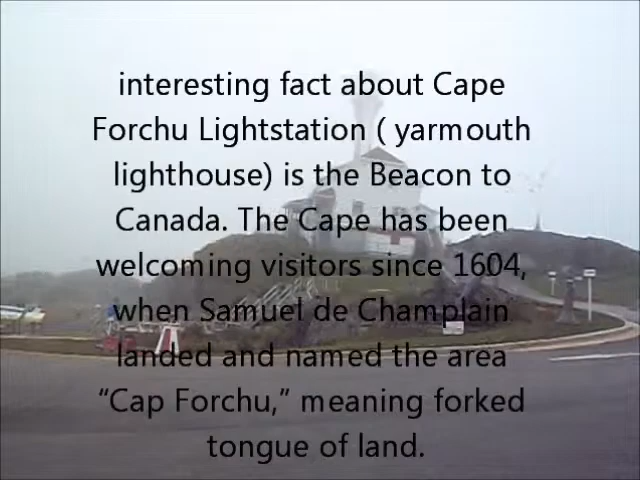 interesting fact about Cape
Forchu Lightstation ( yarmouth
lighthouse) is the Beacon to
Canada. The Cape has been
welcoming visitors since 1604,
when Samuel de Champlain
landed and named the area
“Cap Forchu,” meaning forked
tongue of land.